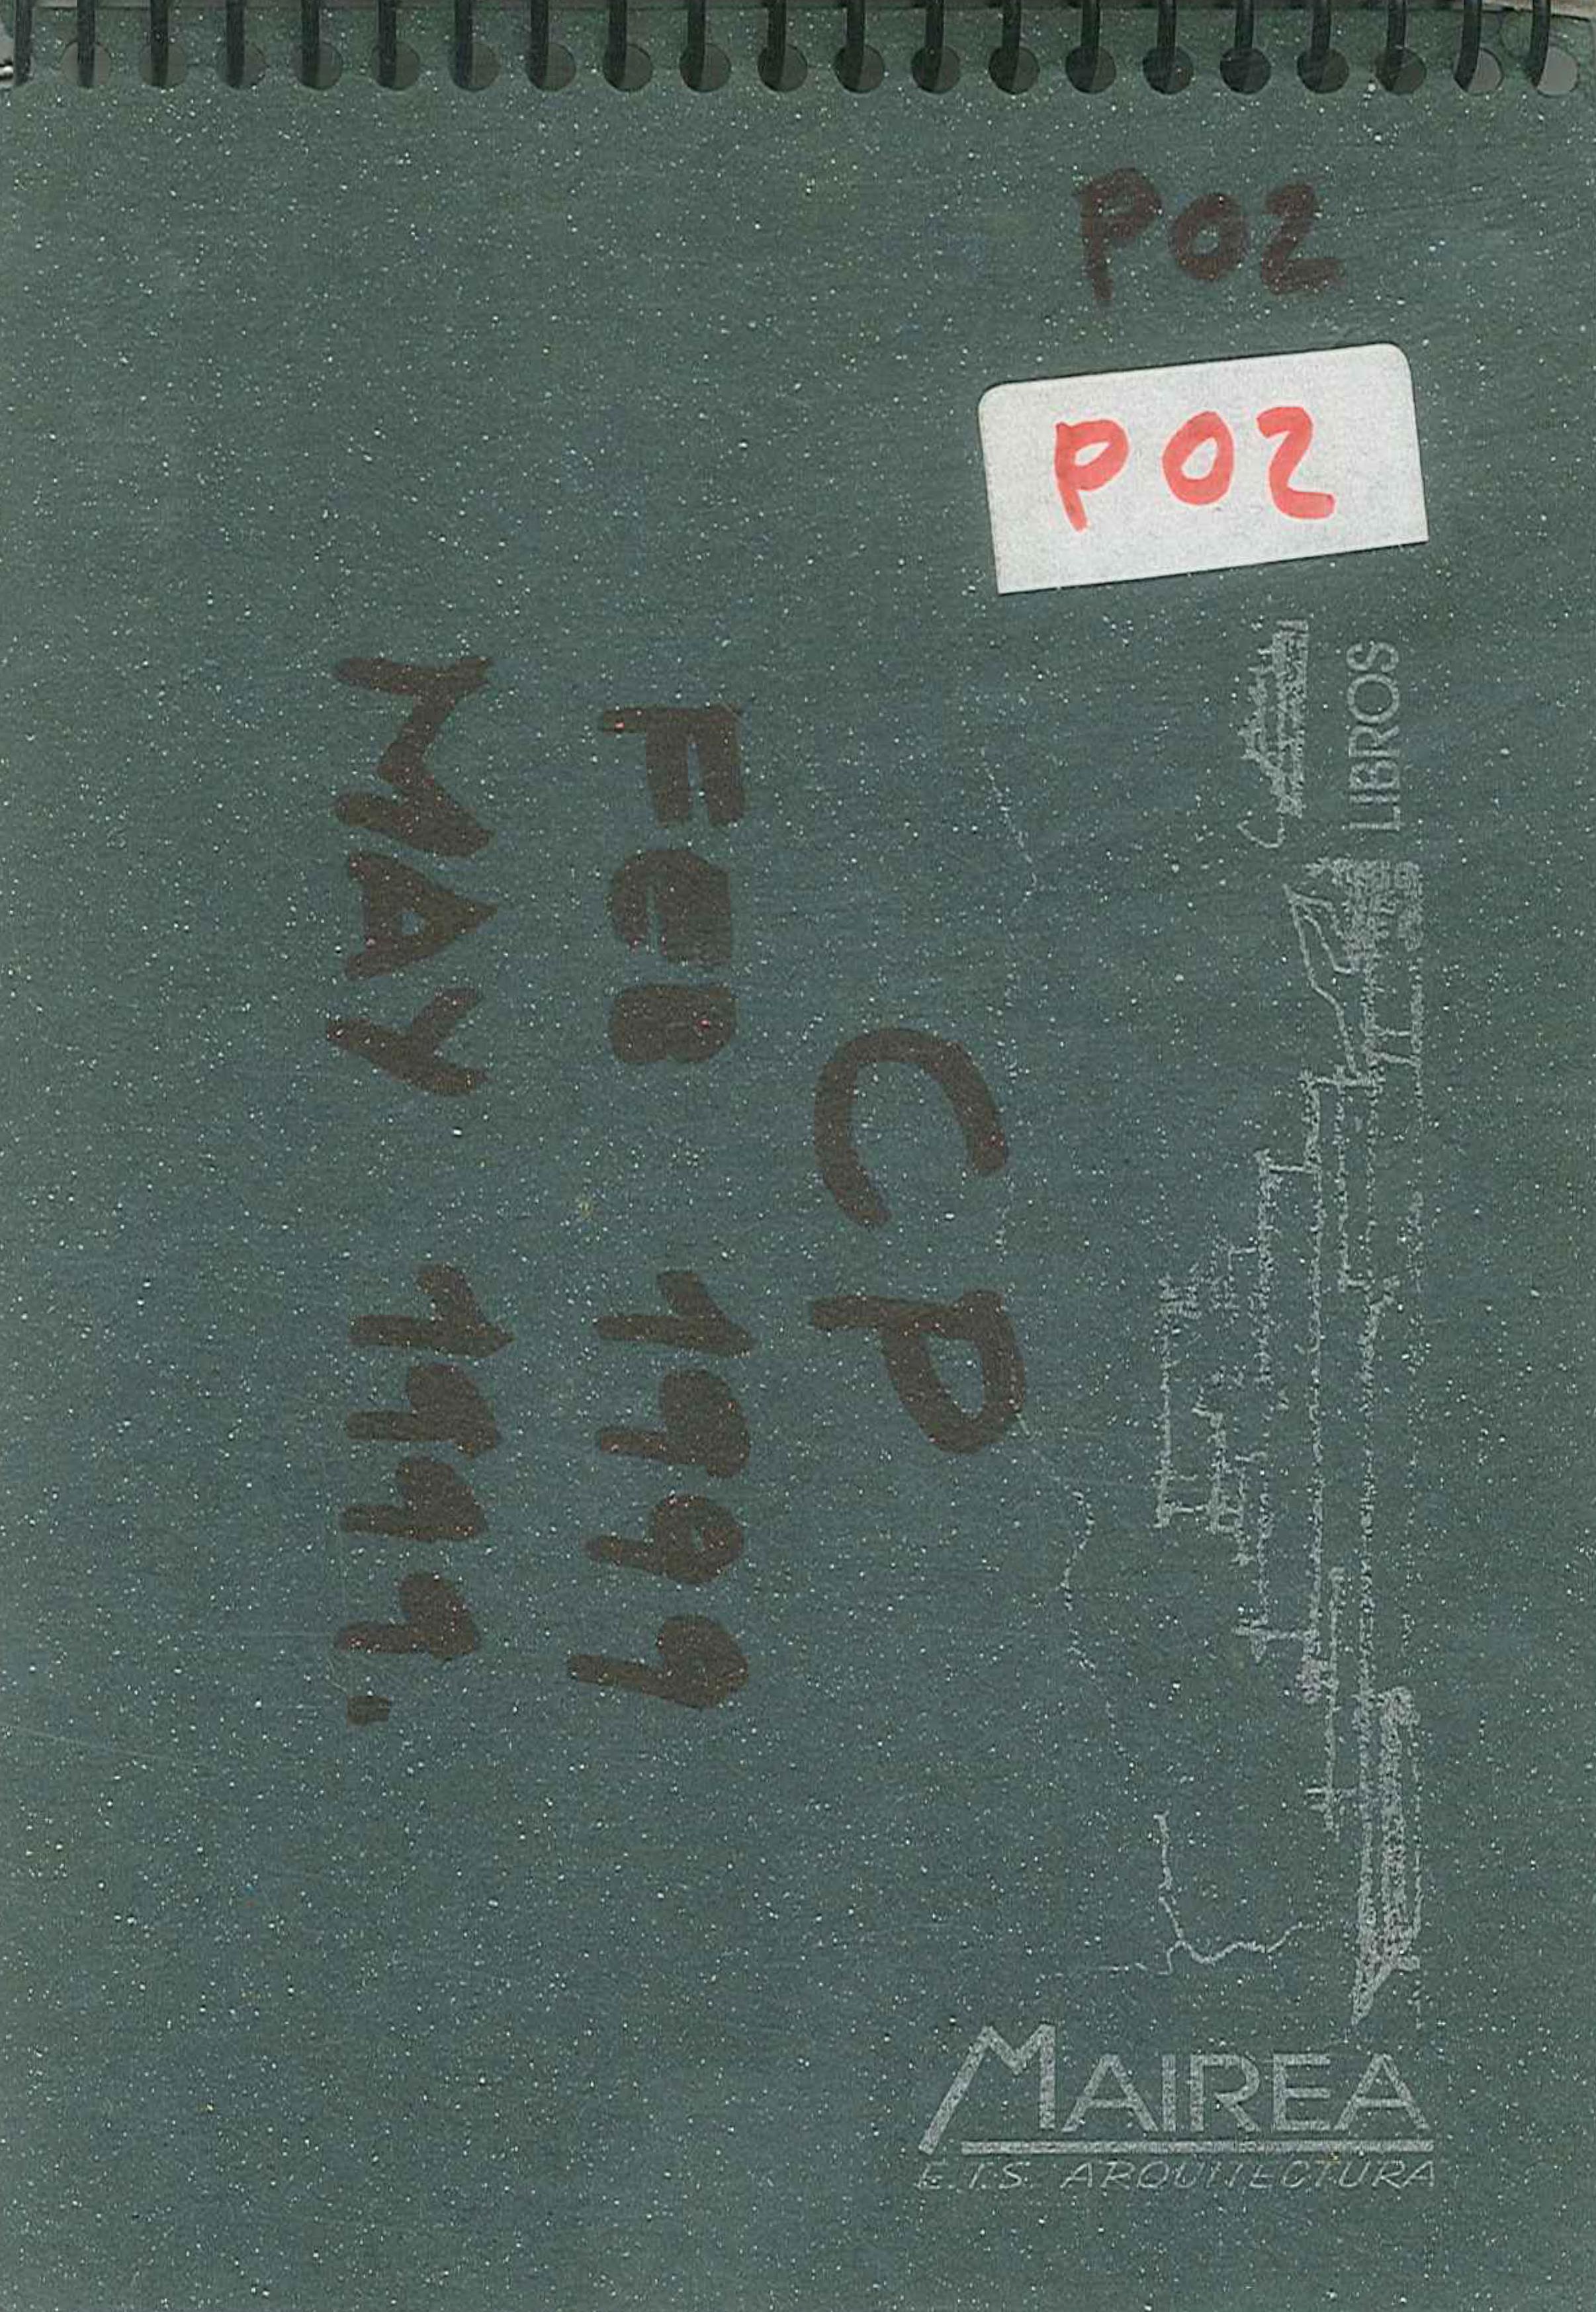 P02
P02
LIBROS
CP
FEB 1999
MAY 1999.
MAIREA
E.T.S. ARQUITECTURA